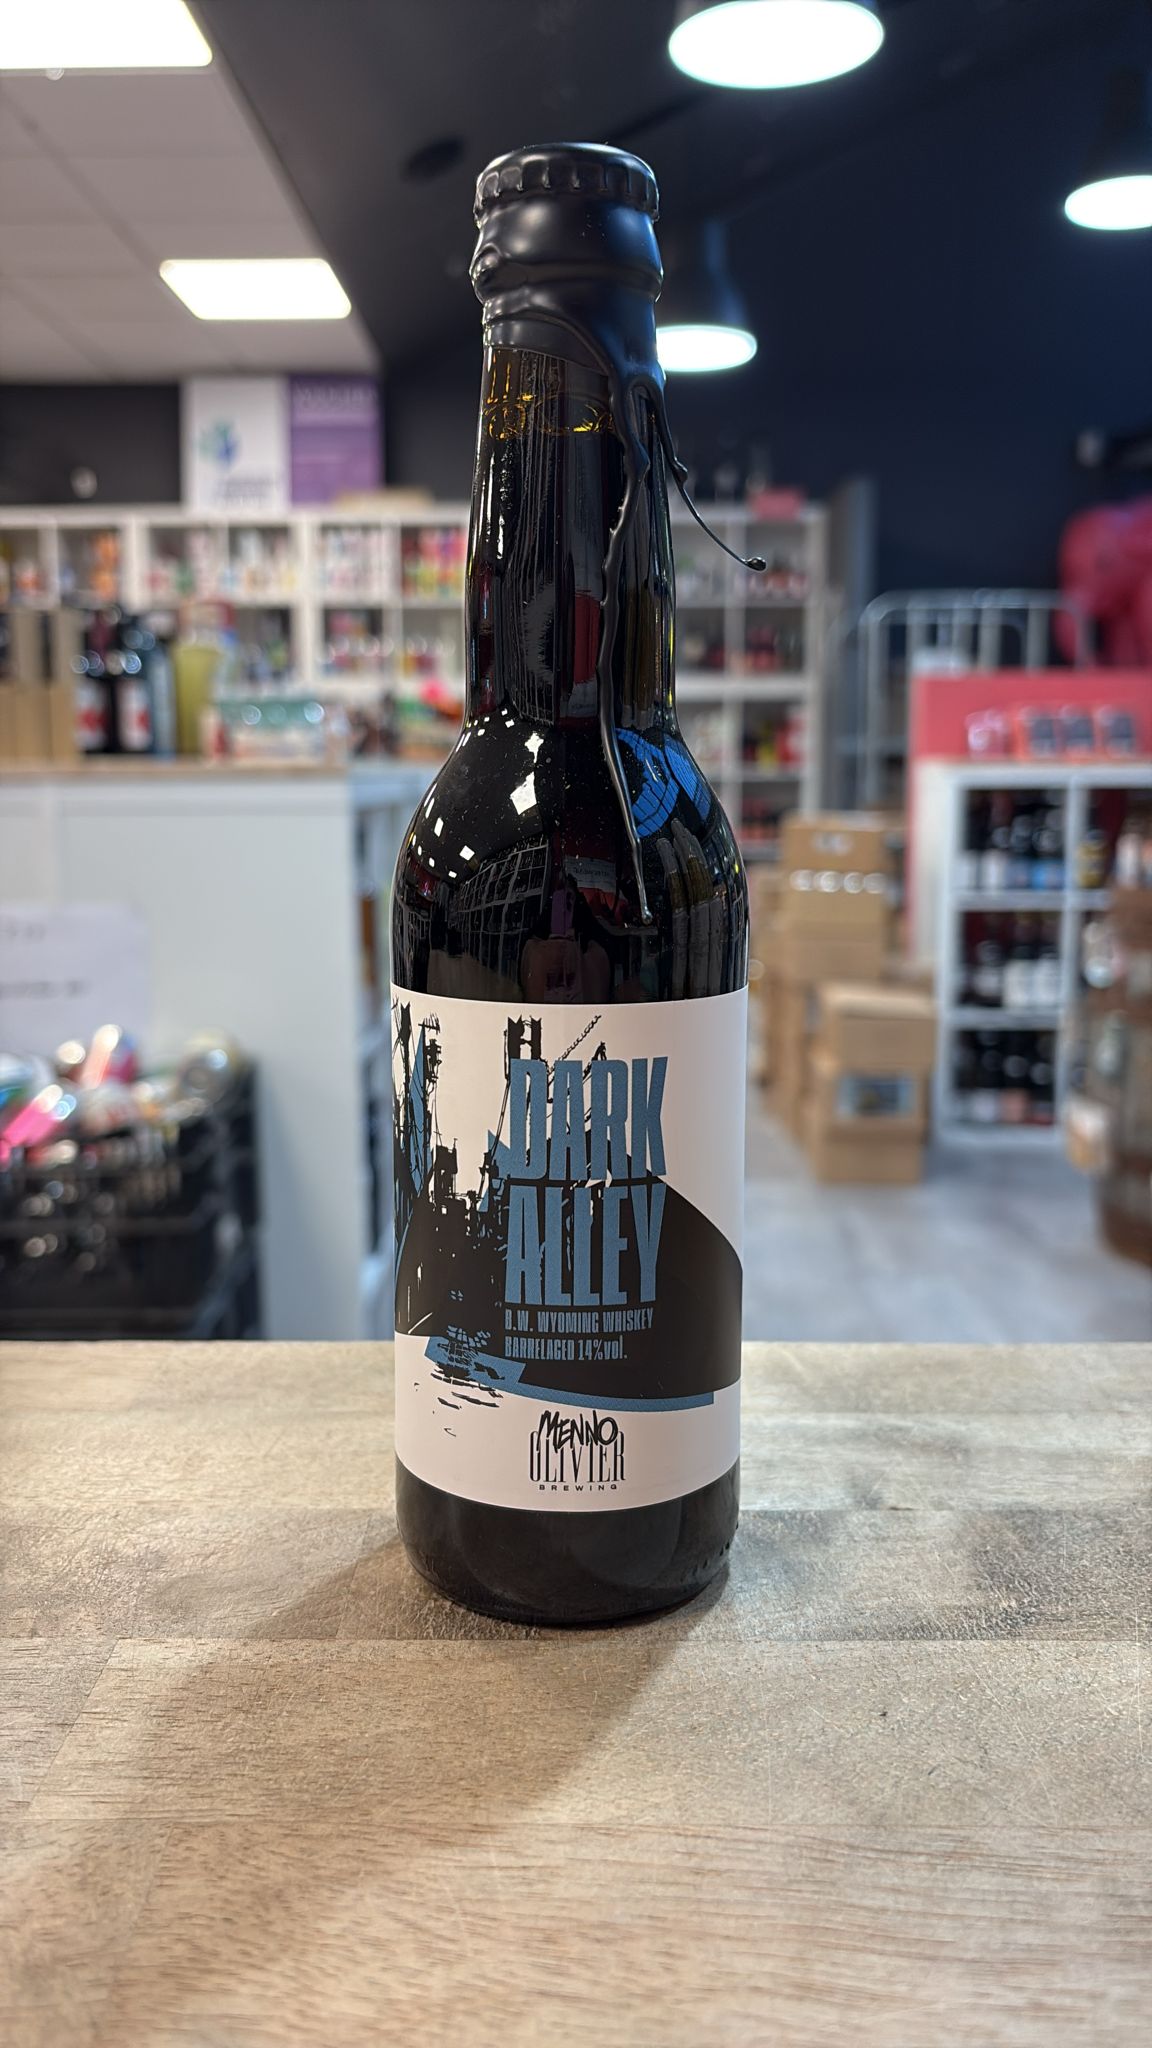 DARK
ALLEY
B.W. WYOMING WHISKEY
BARRELAGED 14%vol.
MENNO
OLIVIER
BREWING